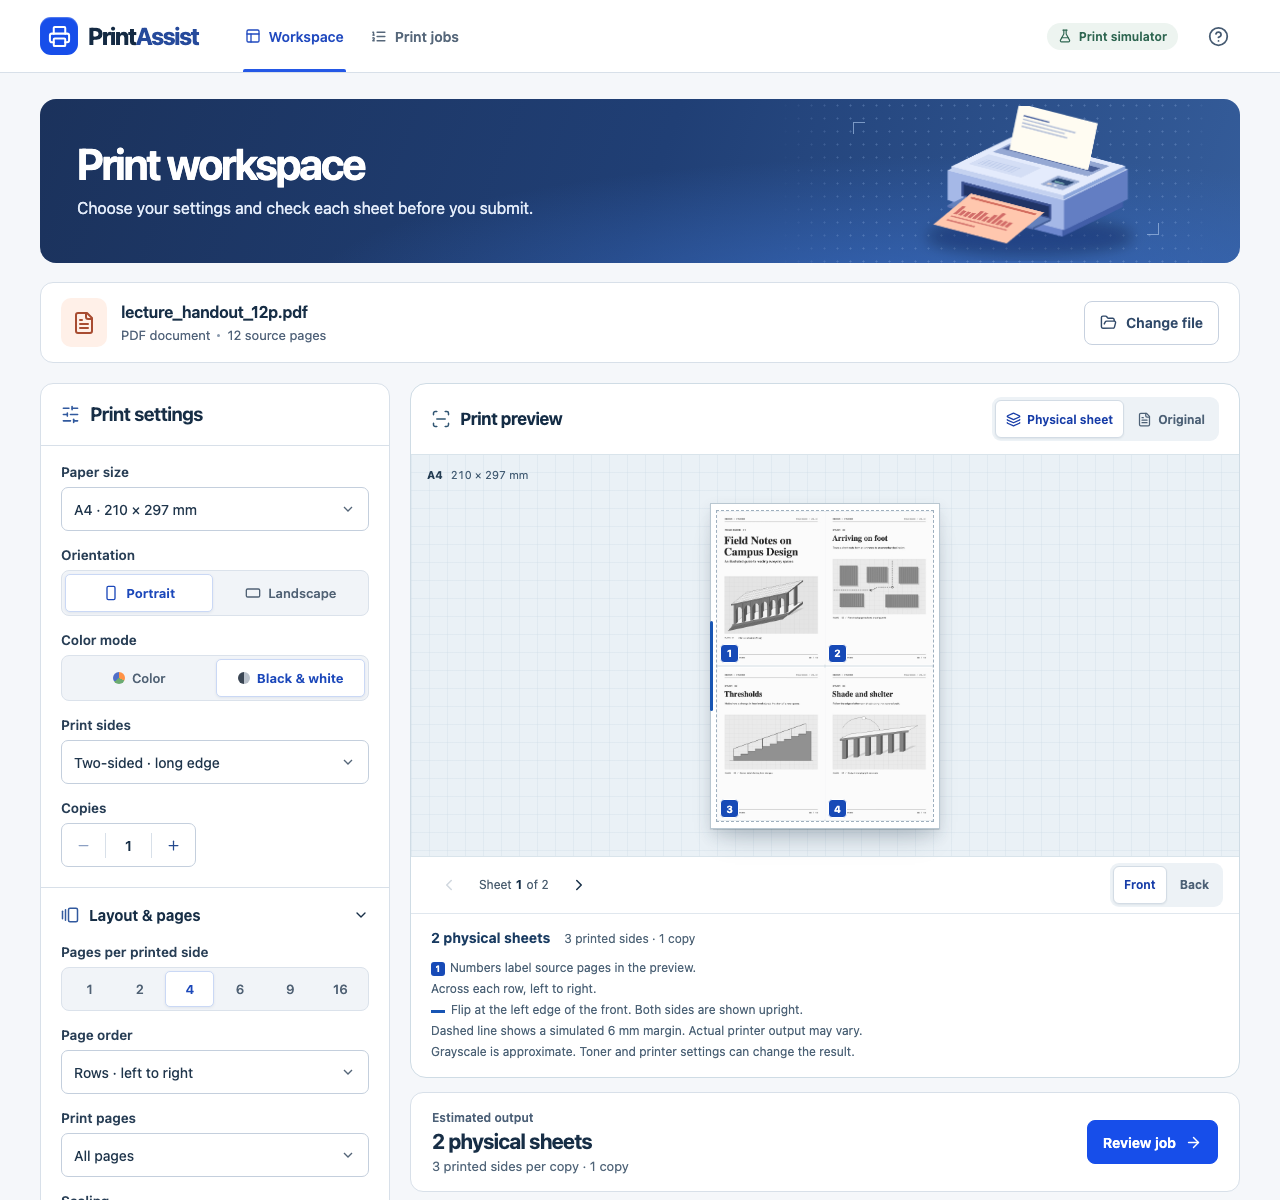 PrintAssist
Workspace
Print jobs
Print simulator
Print workspace
Choose your settings and check each sheet before you submit.
lecture_handout_12p.pdf
PDF document • 12 source pages
Change file
Print settings
Paper size
A4 · 210 × 297 mm
Orientation
Portrait
Landscape
Color mode
Color
Black & white
Print sides
Two-sided · long edge
Copies
− 1 +
Layout & pages
Pages per printed side
1 2 4 6 9 16
Page order
Rows · left to right
Print pages
All pages
Scaling
Print preview
Physical sheet
Original
A4 210 × 297 mm
Field Notes on
Campus Design
1
Arriving on foot
2
Thresholds
3
Shade and shelter
4
Sheet 1 of 2
Front
Back
2 physical sheets 3 printed sides · 1 copy
1 Numbers label source pages in the preview.
Across each row, left to right.
Flip at the left edge of the front. Both sides are shown upright.
Dashed line shows a simulated 6 mm margin. Actual printer output may vary.
Grayscale is approximate. Toner and printer settings can change the result.
Estimated output
2 physical sheets
3 printed sides per copy · 1 copy
Review job